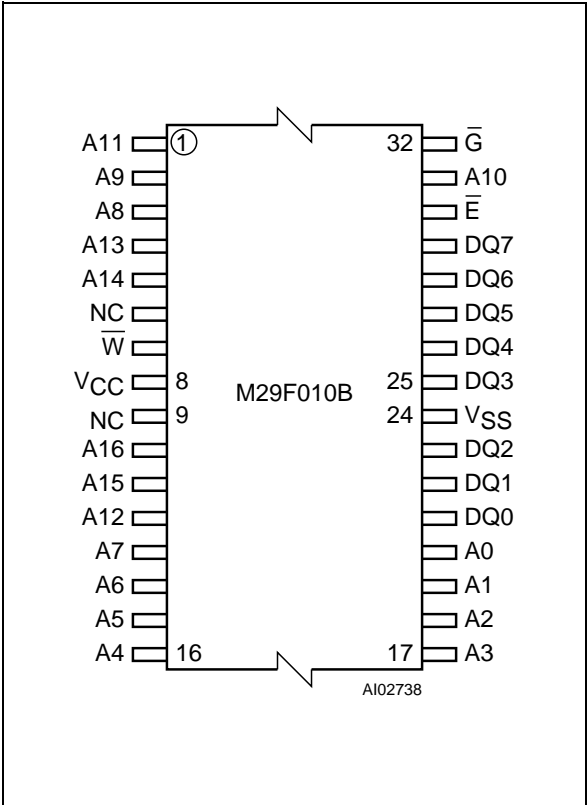 A11 1 32 G̅
A9 A10
A8 E̅
A13 DQ7
A14 DQ6
NC DQ5
W̅ DQ4
VCC 8 M29F010B 25 DQ3
NC 9 24 VSS
A16 DQ2
A15 DQ1
A12 DQ0
A7 A0
A6 A1
A5 A2
A4 16 17 A3
AI02738